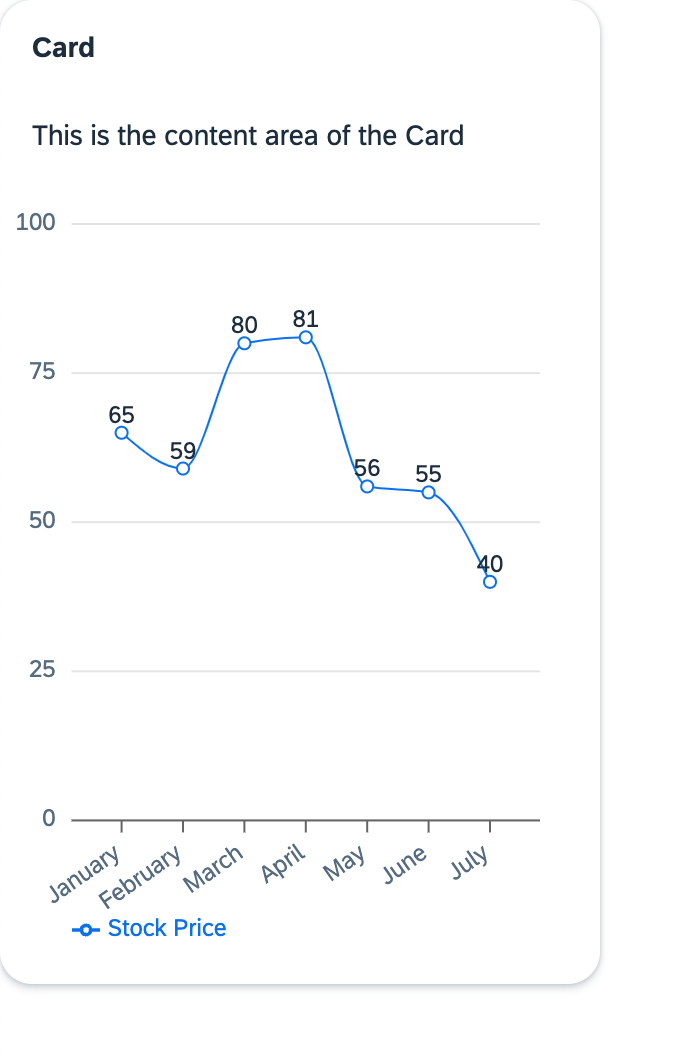 Card
This is the content area of the Card
100
75
50
25
0
65
59
80
81
56
55
40
January
February
March
April
May
June
July
Stock Price